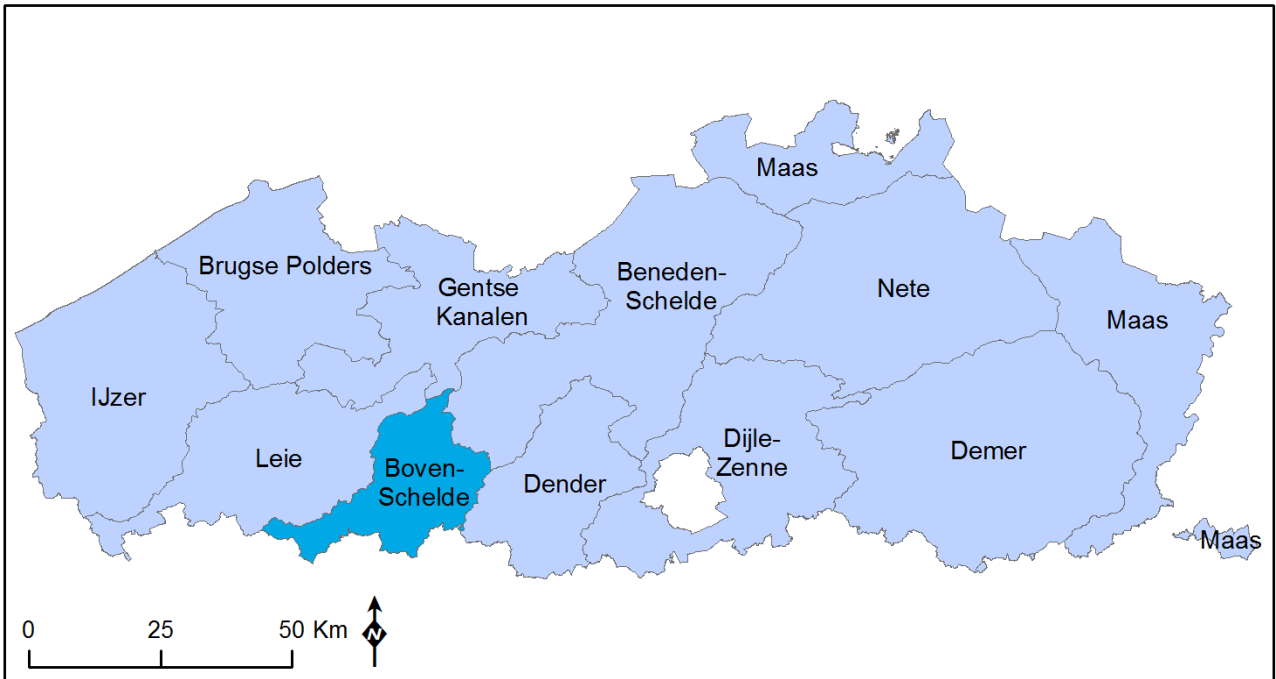 Maas
Brugse Polders
Gentse
Kanalen
Beneden-
Schelde
Nete
Maas
IJzer
Leie
Boven-
Schelde
Dender
Dijle-
Zenne
Demer
Maas
0 25 50 Km
N